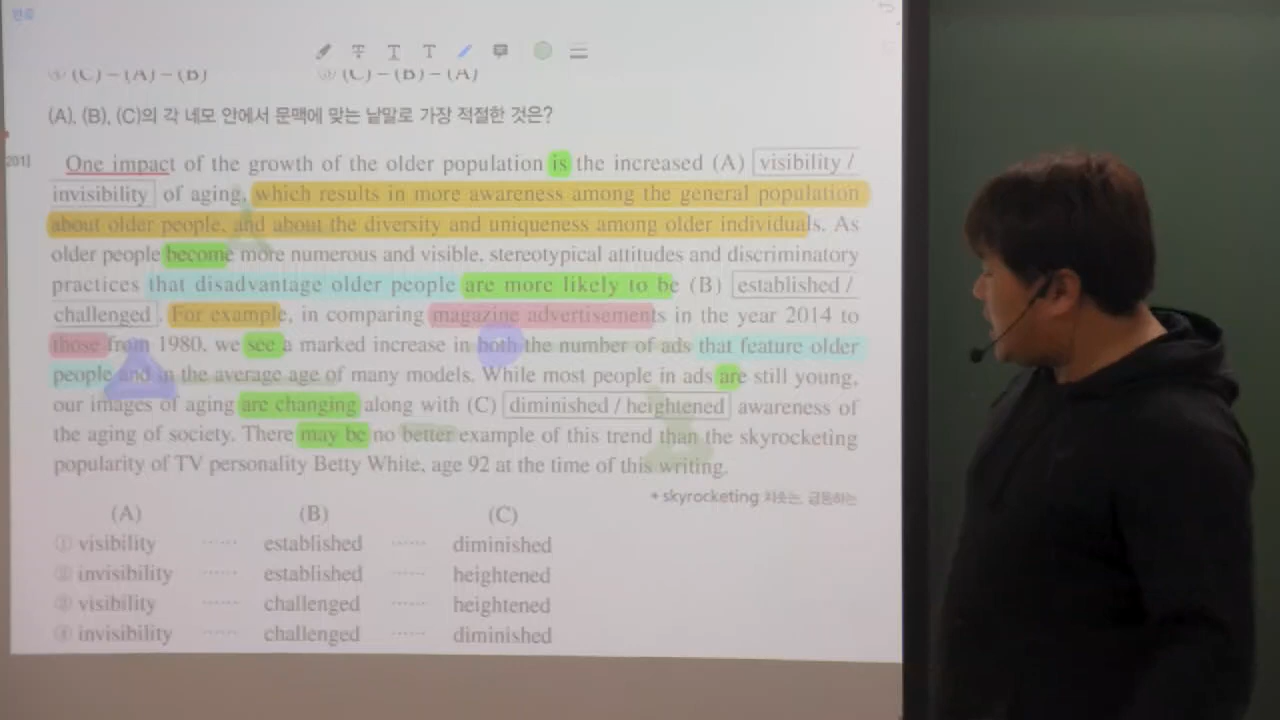 완료
④ (C) – (A) – (B) ⑤ (C) – (B) – (A)
(A), (B), (C)의 각 네모 안에서 문맥에 맞는 낱말로 가장 적절한 것은?
201] One impact of the growth of the older population is the increased (A) visibility /
invisibility of aging, which results in more awareness among the general population
about older people, and about the diversity and uniqueness among older individuals. As
older people become more numerous and visible, stereotypical attitudes and discriminatory
practices that disadvantage older people are more likely to be (B) established /
challenged . For example, in comparing magazine advertisements in the year 2014 to
those from 1980, we see a marked increase in both the number of ads that feature older
people and in the average age of many models. While most people in ads are still young,
our images of aging are changing along with (C) diminished / heightened awareness of
the aging of society. There may be no better example of this trend than the skyrocketing
popularity of TV personality Betty White, age 92 at the time of this writing.
+ skyrocketing 치솟는, 급등하는
(A) (B) (C)
① visibility ······ established ······ diminished
② invisibility ······ established ······ heightened
③ visibility ······ challenged ······ heightened
④ invisibility ······ challenged ······ diminished